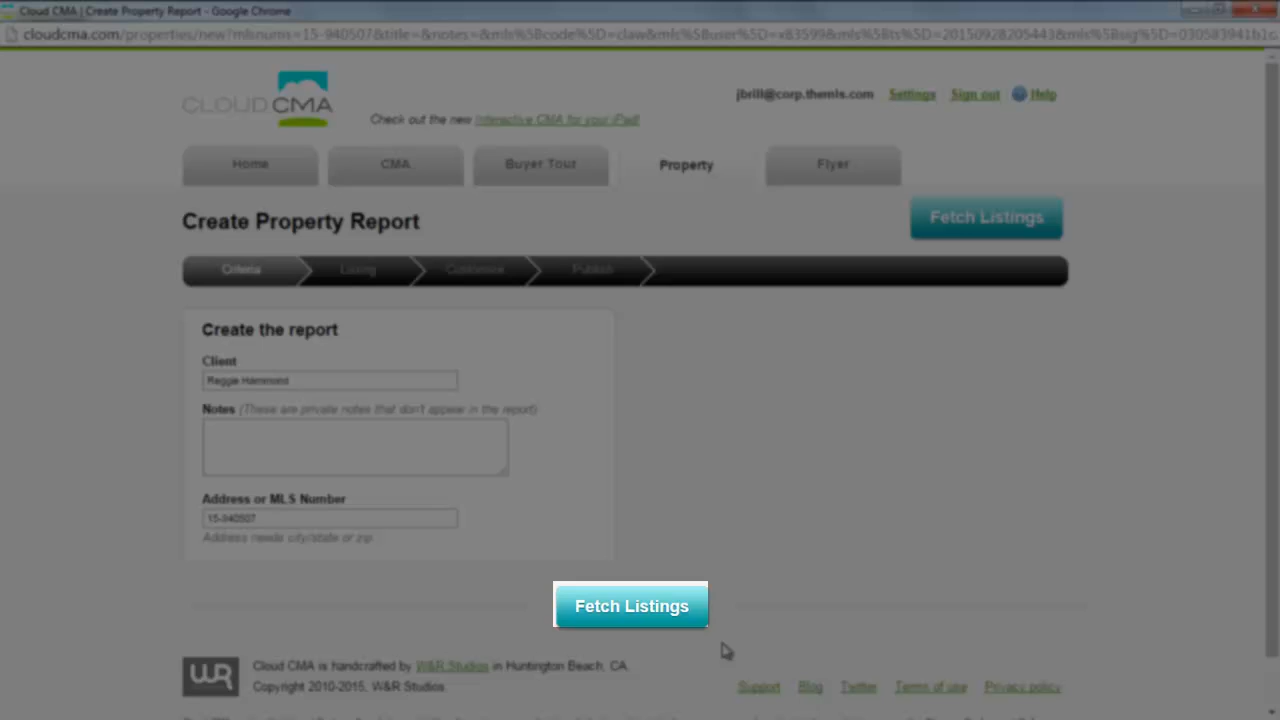 Cloud CMA | Create Property Report - Google Chrome
cloudcma.com/properties/new?mlsnums=15-940507&title=&notes=&mls%5Bcode%5D=claw&mls%5Buser%5D=x83599&mls%5Bts%5D=20150928205443&mls%5Bsig%5D=030583941b1c
CLOUD CMA
jbrill@corp.themls.com Settings Sign out Help
Check out the new Interactive CMA for your iPad!
Home CMA Buyer Tour Property Flyer
Create Property Report
Fetch Listings
Criteria Listing Customize Publish
Create the report
Client
Reggie Hammond
Notes (These are private notes that don't appear in the report)
Address or MLS Number
15-940507
Address needs city/state or zip.
Fetch Listings
WR
Cloud CMA is handcrafted by W&R Studios in Huntington Beach, CA.
Copyright 2010-2015, W&R Studios.
Support Blog Twitter Terms of use Privacy policy